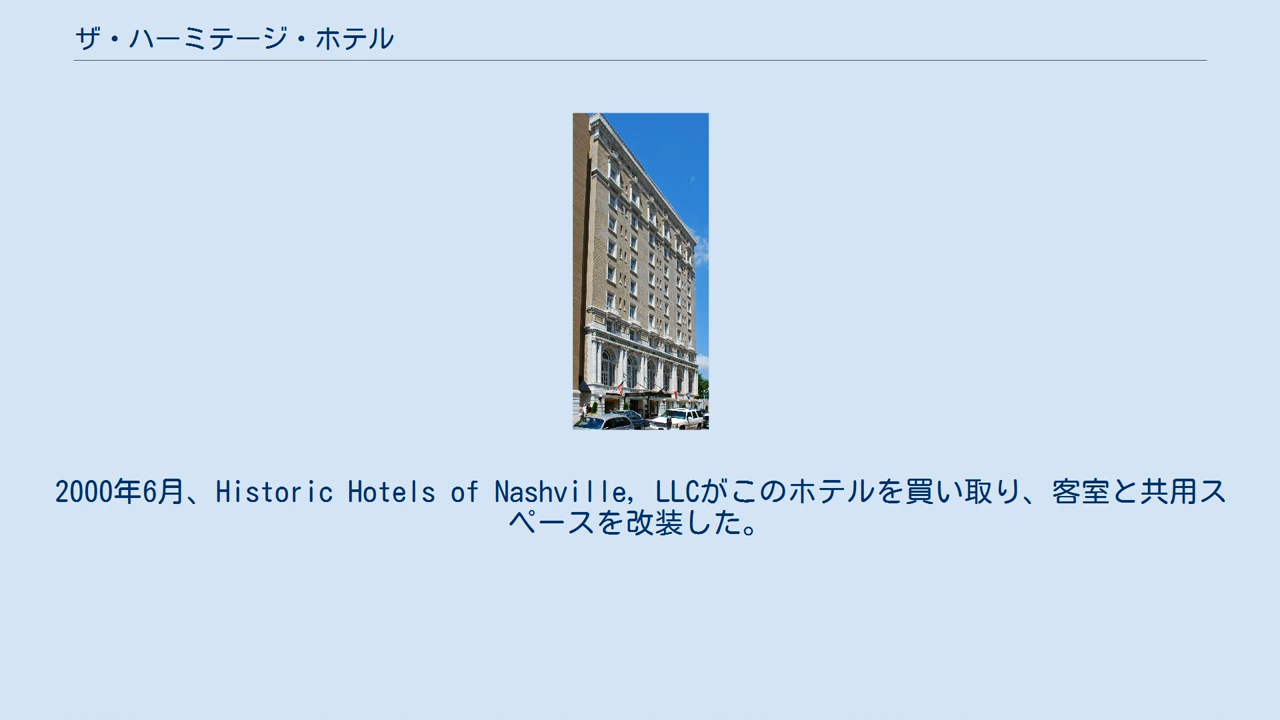 ザ・ハーミテージ・ホテル
2000年6月、Historic Hotels of Nashville, LLCがこのホテルを買い取り、客室と共用ス
ペースを改装した。